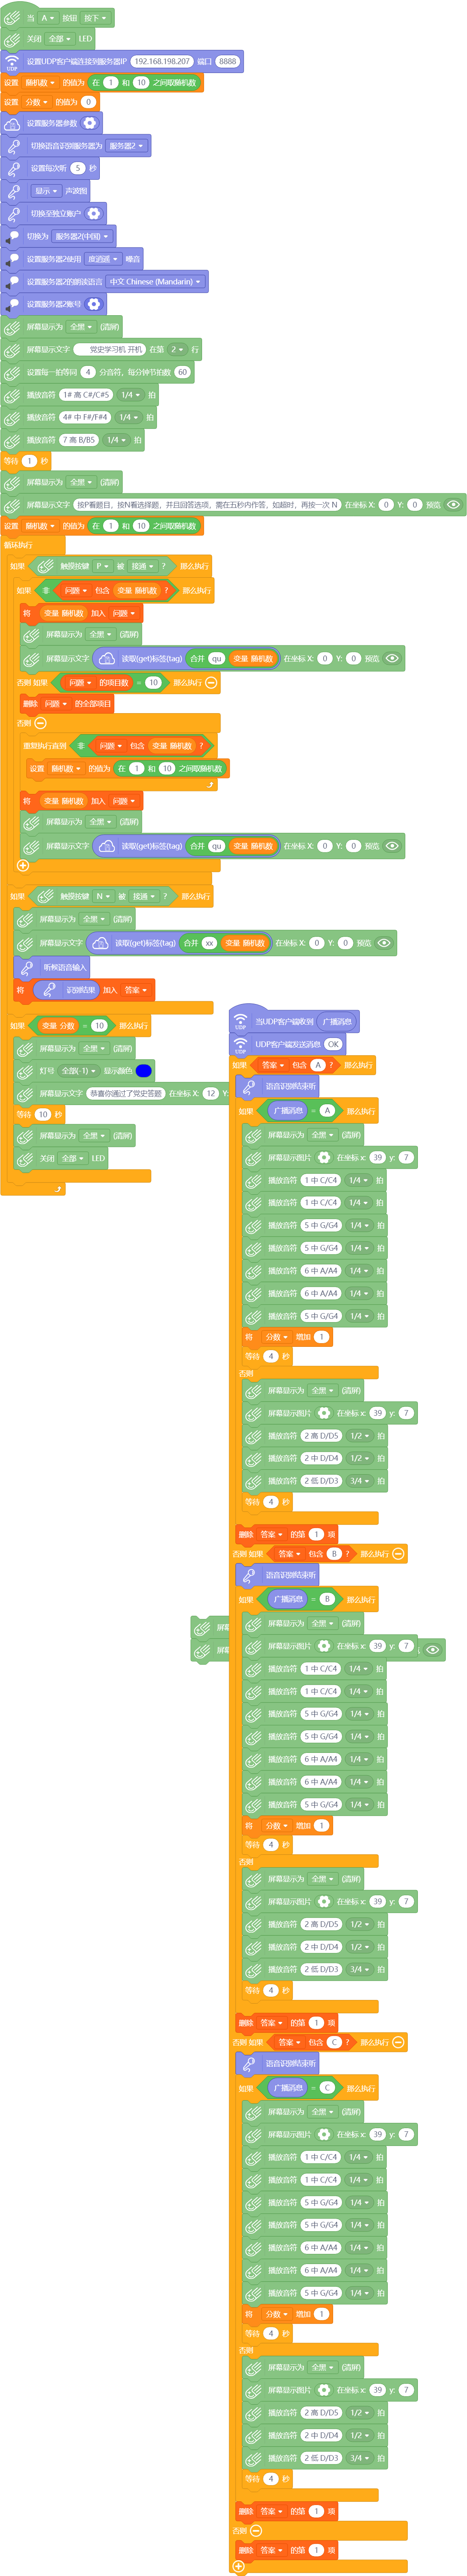 当 A 按钮 按下
关闭 全部 LED
设置UDP客户端连接到服务器IP 192.168.198.207 端口 8888
设置 随机数 的值为 在 1 和 10 之间取随机数
设置 分数 的值为 0
设置服务器参数
切换语音识别服务器为 服务器2
设置每次听 5 秒
显示 声波图
切换至独立账户
切换为 服务器2(中国)
设置服务器2使用 度逍遥 嗓音
设置服务器2的朗读语言 中文 Chinese (Mandarin)
设置服务器2账号
屏幕显示为 全黑 (清屏)
屏幕显示文字 党史学习机 开机 在第 2 行
设置每一拍等同 4 分音符，每分钟节拍数 60
播放音符 1# 高 C#/C#5 1/4 拍
播放音符 4# 中 F#/F#4 1/4 拍
播放音符 7 高 B/B5 1/4 拍
等待 1 秒
屏幕显示为 全黑 (清屏)
屏幕显示文字 按P看题目，按N看选择题，并且回答选项，需在五秒内作答，如超时，再按一次 N 在坐标 X: 0 Y: 0 预览
设置 随机数 的值为 在 1 和 10 之间取随机数
循环执行
如果 触摸按键 P 被 接通 ? 那么执行
如果 非 问题 包含 变量 随机数 ? 那么执行
将 变量 随机数 加入 问题
屏幕显示为 全黑 (清屏)
屏幕显示文字 读取(get)标签(tag) 合并 qu 变量 随机数 在坐标 X: 0 Y: 0 预览
否则 如果 问题 的项目数 = 10 那么执行
删除 问题 的全部项目
否则
重复执行直到 非 问题 包含 变量 随机数 ?
设置 随机数 的值为 在 1 和 10 之间取随机数
将 变量 随机数 加入 问题
屏幕显示为 全黑 (清屏)
屏幕显示文字 读取(get)标签(tag) 合并 qu 变量 随机数 在坐标 X: 0 Y: 0 预览
如果 触摸按键 N 被 接通 ? 那么执行
屏幕显示为 全黑 (清屏)
屏幕显示文字 读取(get)标签(tag) 合并 xx 变量 随机数 在坐标 X: 0 Y: 0 预览
听候语音输入
将 识别结果 加入 答案
如果 变量 分数 = 10 那么执行
屏幕显示为 全黑 (清屏)
灯号 全部(-1) 显示颜色
屏幕显示文字 恭喜你通过了党史答题 在坐标 X: 12 Y:
等待 10 秒
屏幕显示为 全黑 (清屏)
关闭 全部 LED
当UDP客户端收到 广播消息
UDP客户端发送消息 OK
如果 答案 包含 A ? 那么执行
语音识别结束听
如果 广播消息 = A 那么执行
屏幕显示为 全黑 (清屏)
屏幕显示图片 在坐标 x: 39 y: 7
播放音符 1 中 C/C4 1/4 拍
播放音符 1 中 C/C4 1/4 拍
播放音符 5 中 G/G4 1/4 拍
播放音符 5 中 G/G4 1/4 拍
播放音符 6 中 A/A4 1/4 拍
播放音符 6 中 A/A4 1/4 拍
播放音符 5 中 G/G4 1/4 拍
将 分数 增加 1
等待 4 秒
否则
屏幕显示为 全黑 (清屏)
屏幕显示图片 在坐标 x: 39 y: 7
播放音符 2 高 D/D5 1/2 拍
播放音符 2 中 D/D4 1/2 拍
播放音符 2 低 D/D3 3/4 拍
等待 4 秒
删除 答案 的第 1 项
否则 如果 答案 包含 B ? 那么执行
语音识别结束听
如果 广播消息 = B 那么执行
屏幕显示为 全黑 (清屏)
屏幕显示图片 在坐标 x: 39 y: 7
播放音符 1 中 C/C4 1/4 拍
播放音符 1 中 C/C4 1/4 拍
播放音符 5 中 G/G4 1/4 拍
播放音符 5 中 G/G4 1/4 拍
播放音符 6 中 A/A4 1/4 拍
播放音符 6 中 A/A4 1/4 拍
播放音符 5 中 G/G4 1/4 拍
将 分数 增加 1
等待 4 秒
否则
屏幕显示为 全黑 (清屏)
屏幕显示图片 在坐标 x: 39 y: 7
播放音符 2 高 D/D5 1/2 拍
播放音符 2 中 D/D4 1/2 拍
播放音符 2 低 D/D3 3/4 拍
等待 4 秒
删除 答案 的第 1 项
否则 如果 答案 包含 C ? 那么执行
语音识别结束听
如果 广播消息 = C 那么执行
屏幕显示为 全黑 (清屏)
屏幕显示图片 在坐标 x: 39 y: 7
播放音符 1 中 C/C4 1/4 拍
播放音符 1 中 C/C4 1/4 拍
播放音符 5 中 G/G4 1/4 拍
播放音符 5 中 G/G4 1/4 拍
播放音符 6 中 A/A4 1/4 拍
播放音符 6 中 A/A4 1/4 拍
播放音符 5 中 G/G4 1/4 拍
将 分数 增加 1
等待 4 秒
否则
屏幕显示为 全黑 (清屏)
屏幕显示图片 在坐标 x: 39 y: 7
播放音符 2 高 D/D5 1/2 拍
播放音符 2 中 D/D4 1/2 拍
播放音符 2 低 D/D3 3/4 拍
等待 4 秒
删除 答案 的第 1 项
否则
删除 答案 的第 1 项